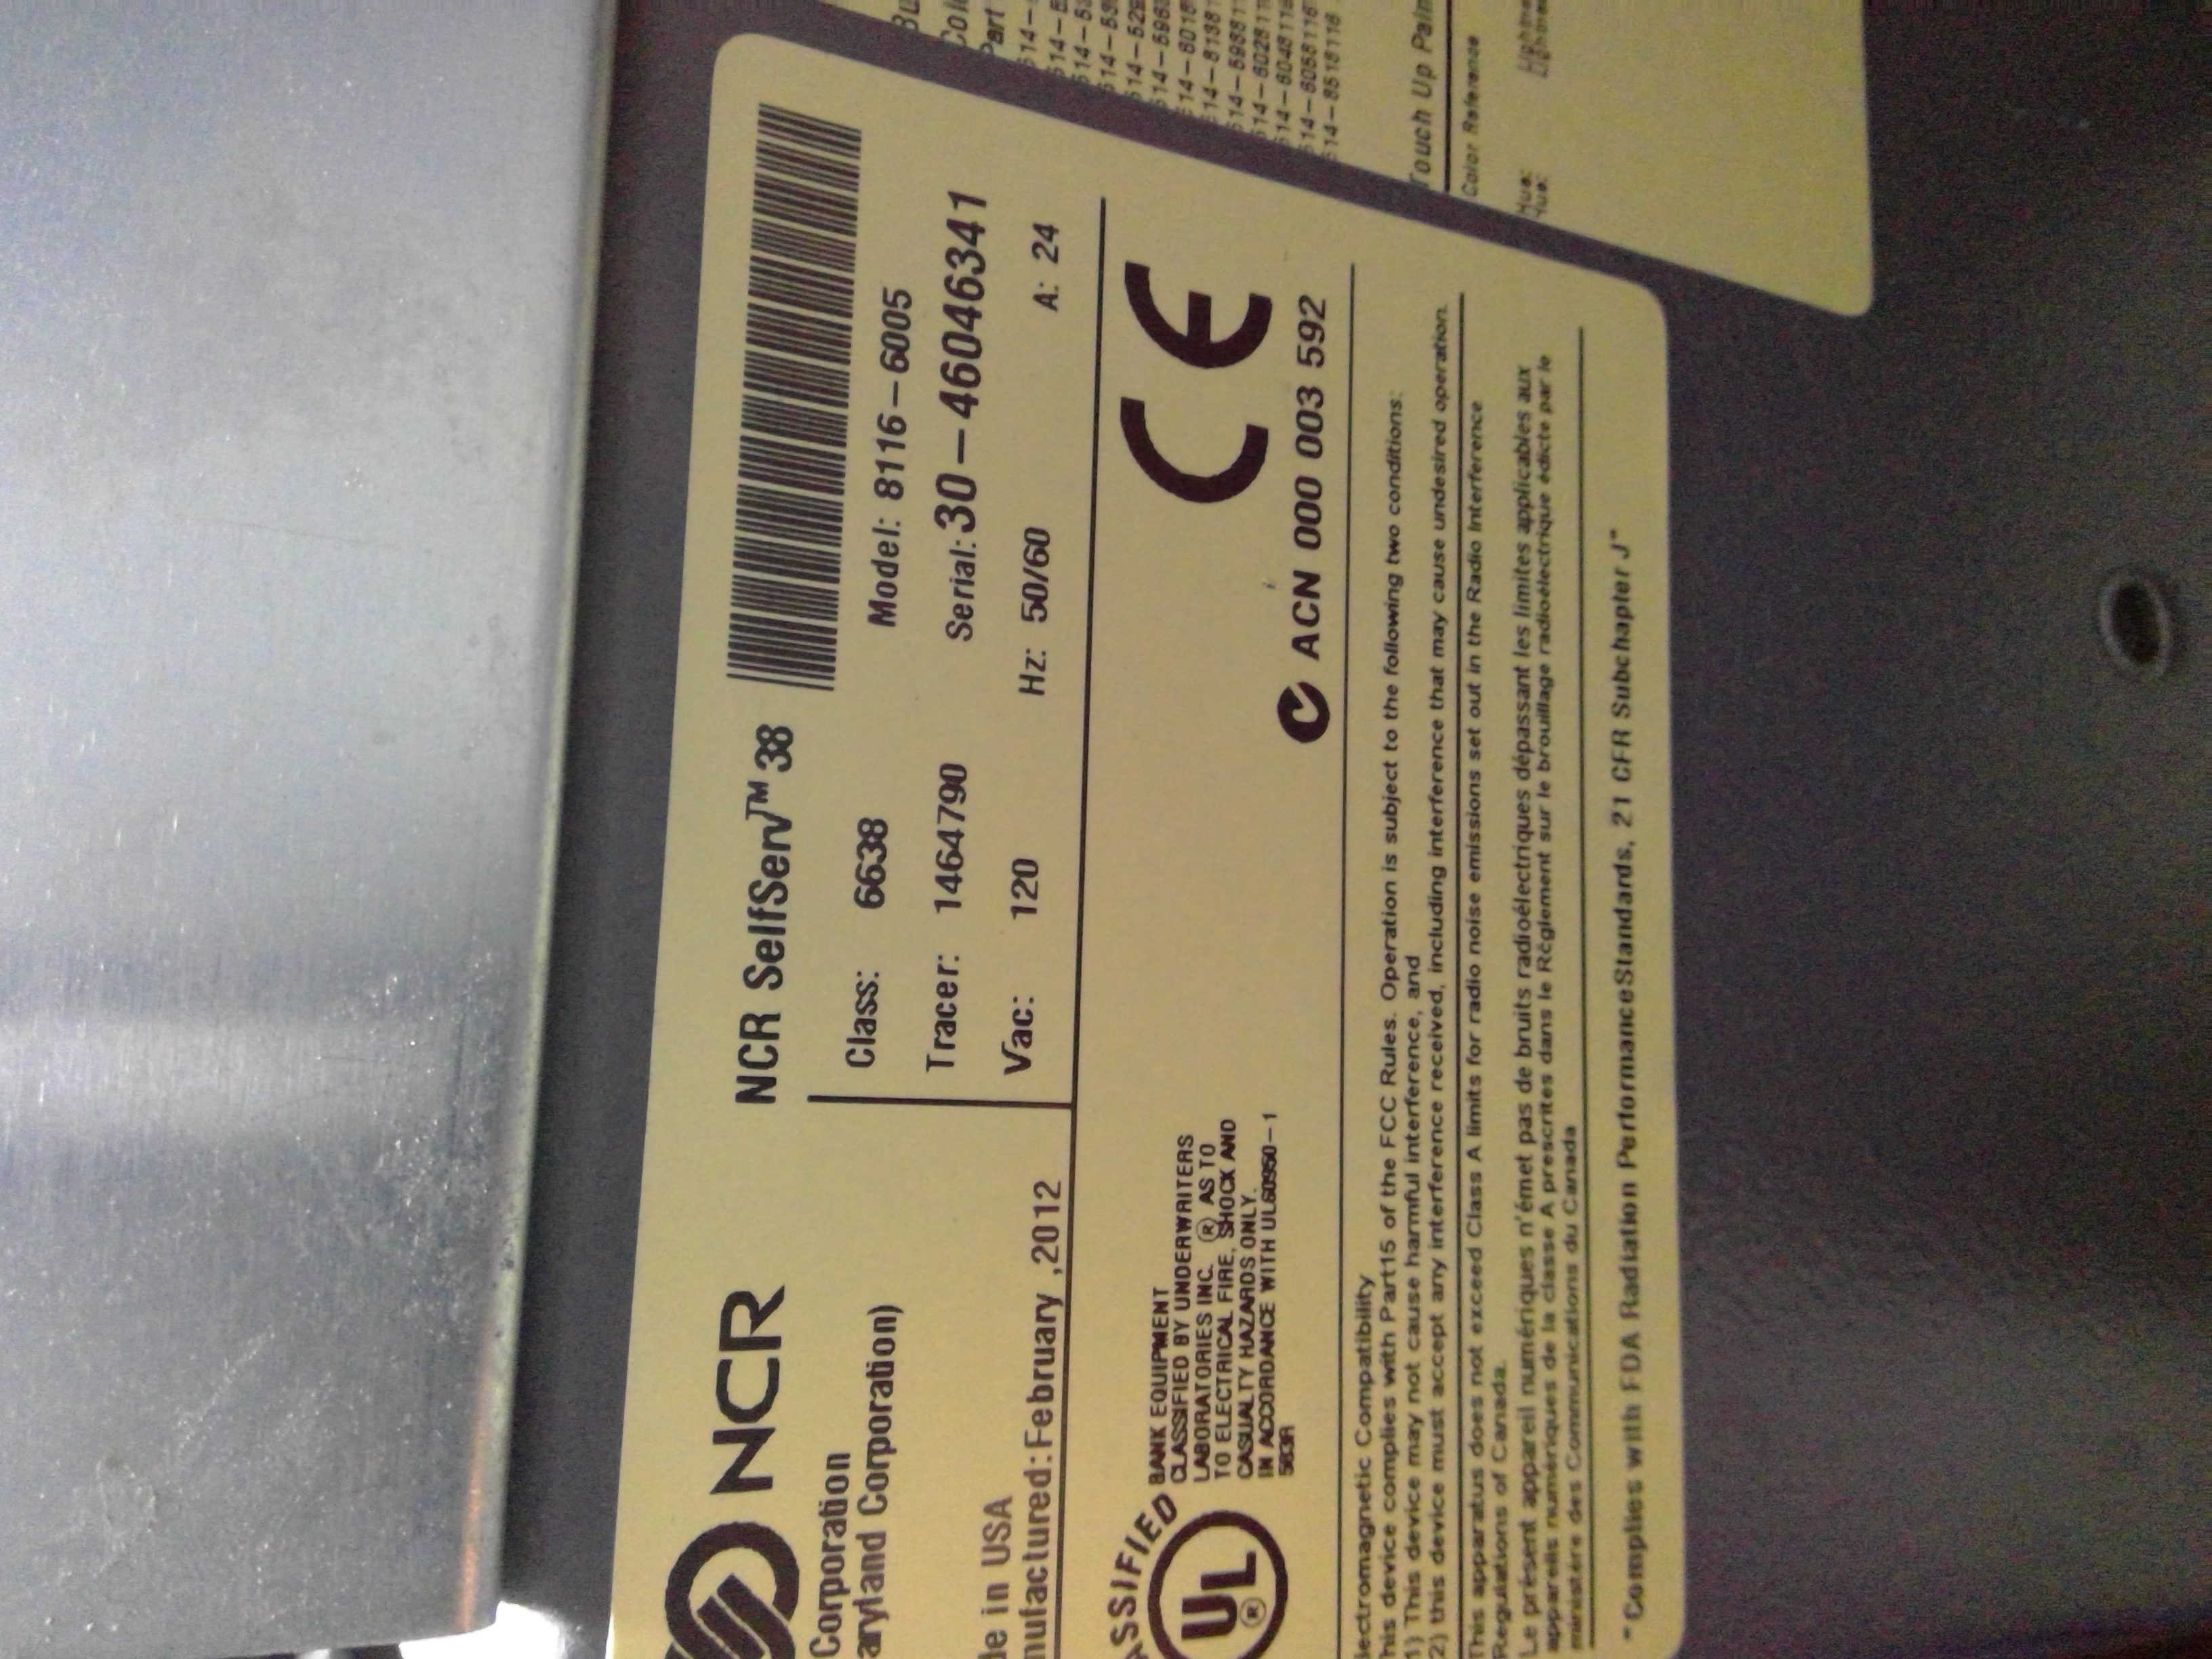 NCR
NCR SelfServ™ 38
Corporation
aryland Corporation)
Class: 6638
Model: 8116-6005
Tracer: 1464790
Serial: 30-46046341
de in USA
nufactured: February ,2012
Vac: 120
Hz: 50/60
A: 24
ASSIFIED
UL
®
BANK EQUIPMENT
CLASSIFIED BY UNDERWRITERS
LABORATORIES INC. ® AS TO
TO ELECTRICAL FIRE, SHOCK AND
CASUALTY HAZARDS ONLY.
IN ACCORDANCE WITH UL60950-1
563R
CE
ACN 000 003 592
lectromagnetic Compatibility
his device complies with Part15 of the FCC Rules. Operation is subject to the following two conditions:
1) This device may not cause harmful interference, and
2) this device must accept any interference received, including interference that may cause undesired operation.
This apparatus does not exceed Class A limits for radio noise emissions set out in the Radio Interference
Regulations of Canada.
Le présent appareil numériques n'émet pas de bruits radioélectriques dépassant les limites applicables aux
appareils numériques de la classe A prescrites dans le Règlement sur le brouillage radioélectrique édicte par le
ministère des Communications du Canada
"Complies with FDA Radiation PerformanceStandards, 21 CFR Subchapter J"
Part
Touch Up Pain
Color Reference
Hue:
Hue: